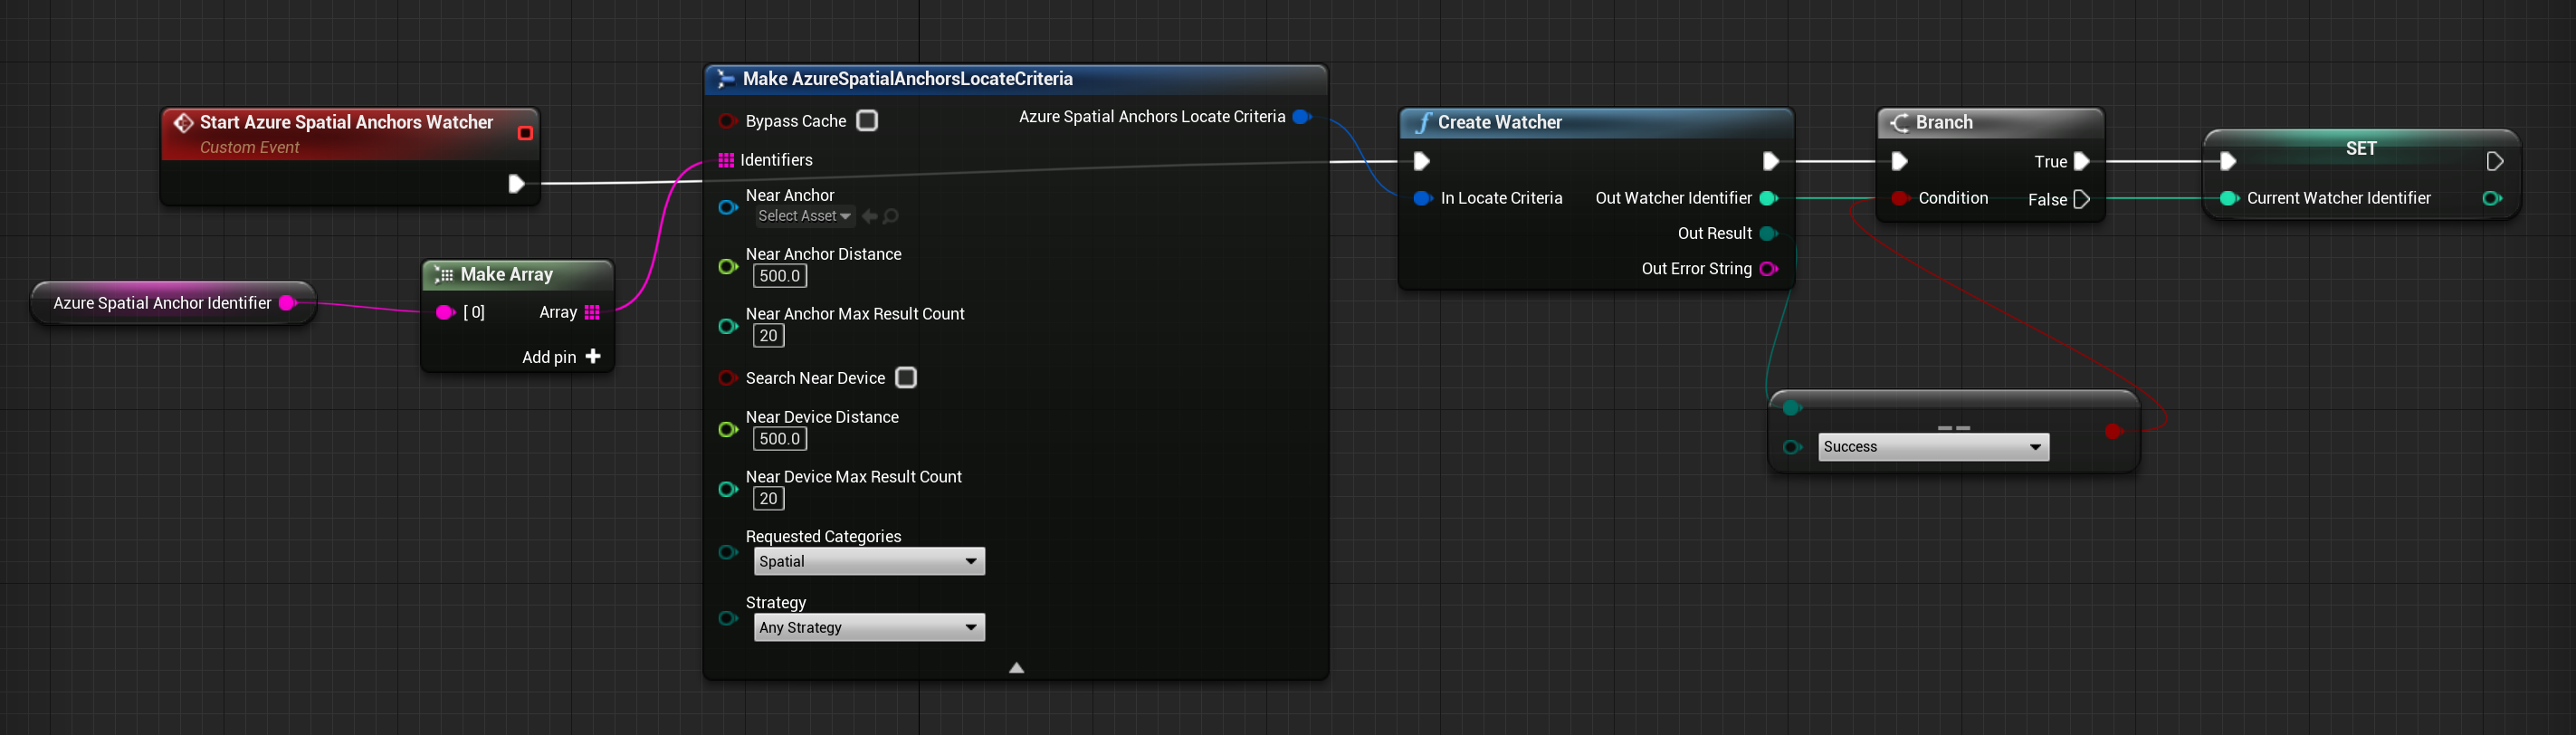 Start Azure Spatial Anchors Watcher
Custom Event
Azure Spatial Anchor Identifier
Make Array
[0]
Array
Add pin
Make AzureSpatialAnchorsLocateCriteria
Bypass Cache
Azure Spatial Anchors Locate Criteria
Identifiers
Near Anchor
Select Asset
Near Anchor Distance
500.0
Near Anchor Max Result Count
20
Search Near Device
Near Device Distance
500.0
Near Device Max Result Count
20
Requested Categories
Spatial
Strategy
Any Strategy
f Create Watcher
In Locate Criteria
Out Watcher Identifier
Out Result
Out Error String
Branch
True
Condition
False
SET
Current Watcher Identifier
==
Success